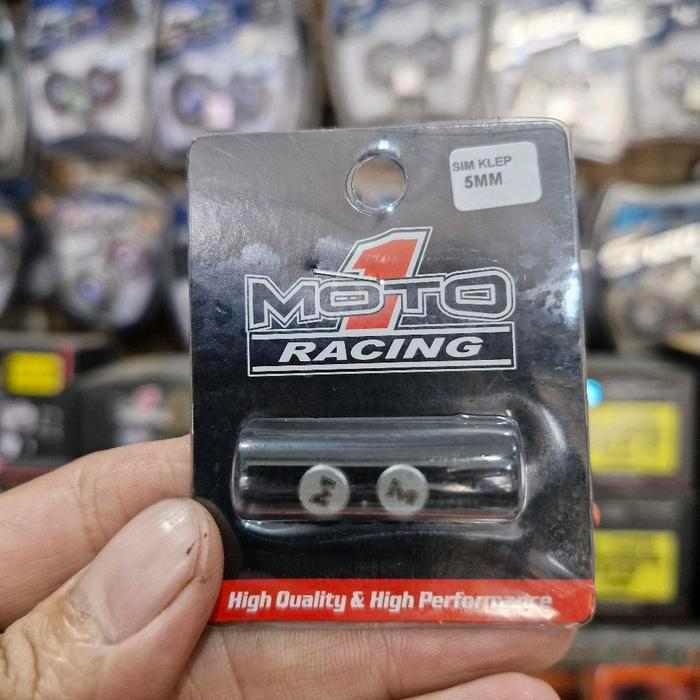 SIM KLEP
5MM
1
MOTO
RACING
M M
High Quality & High Performance